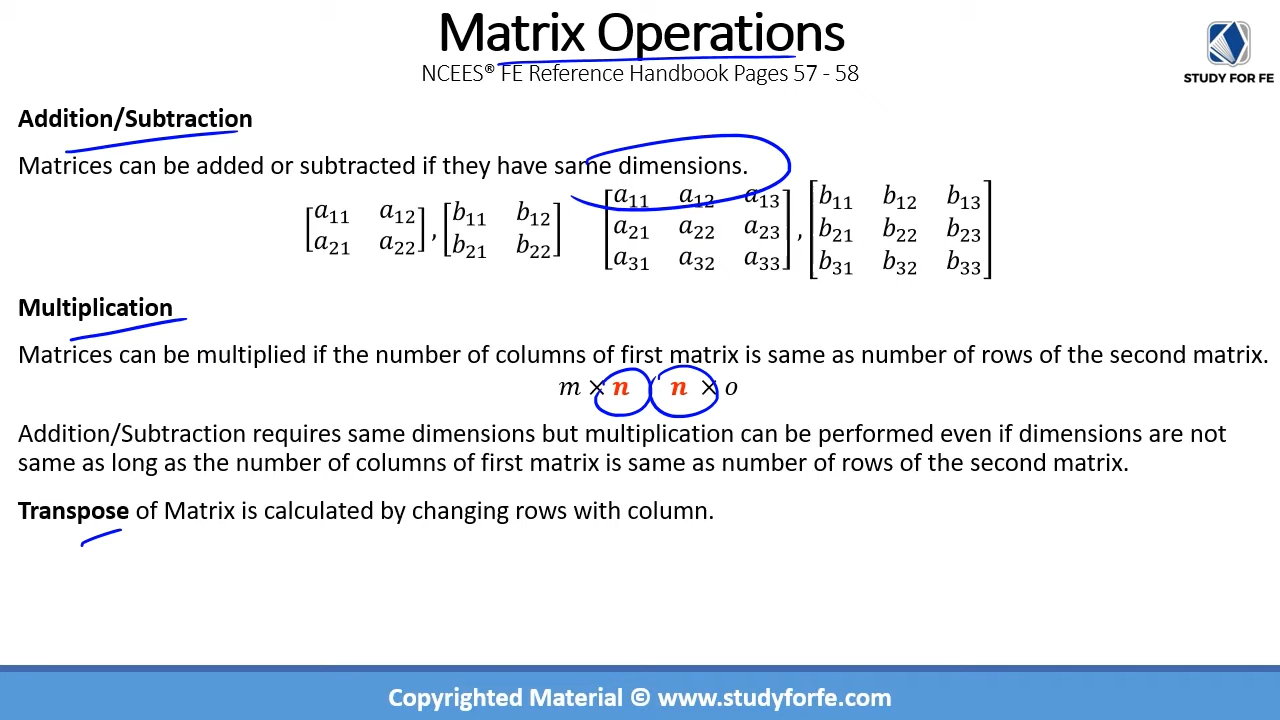 Matrix Operations
NCEES® FE Reference Handbook Pages 57 - 58
STUDY FOR FE
Addition/Subtraction
Matrices can be added or subtracted if they have same dimensions.
[a11 a12 a21 a22], [b11 b12 b21 b22] [a11 a12 a13 a21 a22 a23 a31 a32 a33], [b11 b12 b13 b21 b22 b23 b31 b32 b33]
Multiplication
Matrices can be multiplied if the number of columns of first matrix is same as number of rows of the second matrix.
m × n n × o
Addition/Subtraction requires same dimensions but multiplication can be performed even if dimensions are not
same as long as the number of columns of first matrix is same as number of rows of the second matrix.
Transpose of Matrix is calculated by changing rows with column.
Copyrighted Material © www.studyforfe.com